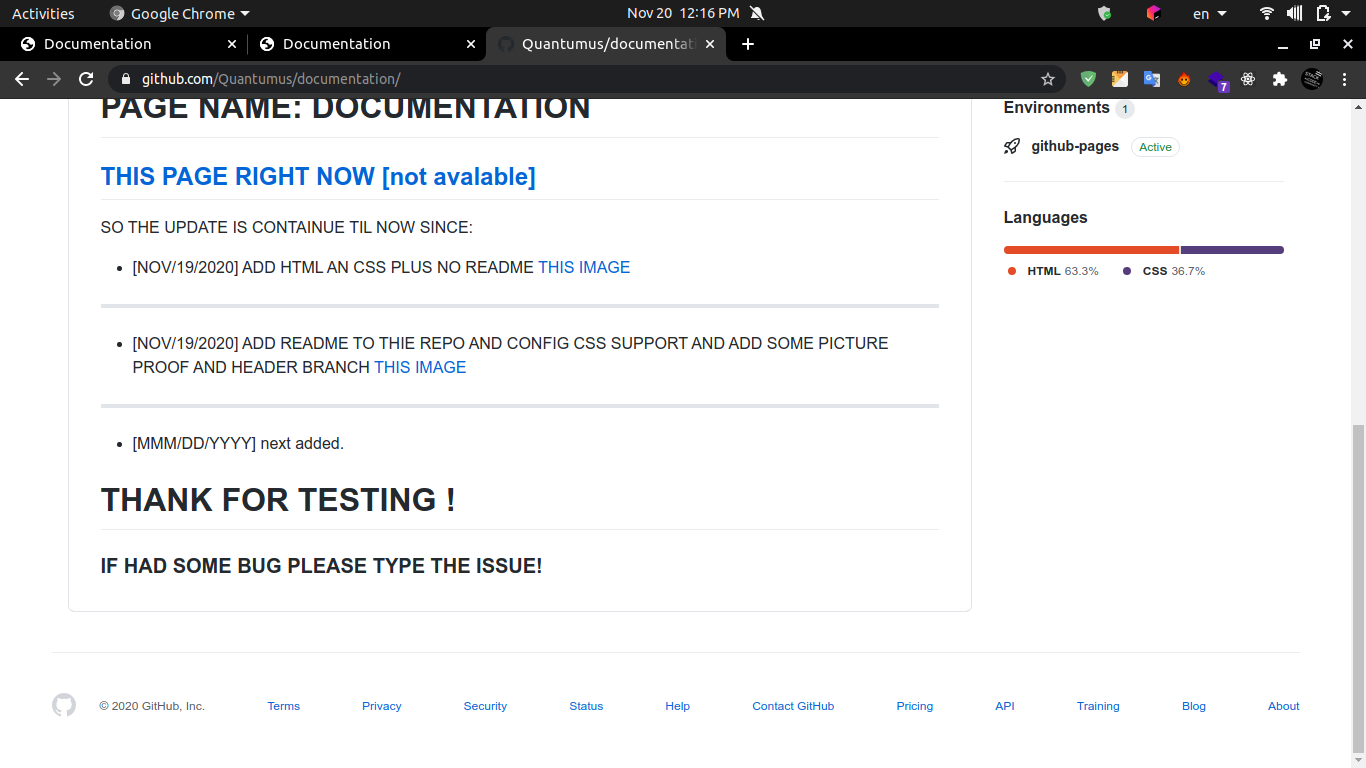 Activities
Google Chrome
Nov 20 12:16 PM
en
Documentation
Documentation
Quantumus/documentat
github.com/Quantumus/documentation/
7
PAGE NAME: DOCUMENTATION
THIS PAGE RIGHT NOW [not avalable]
SO THE UPDATE IS CONTAINUE TIL NOW SINCE:
[NOV/19/2020] ADD HTML AN CSS PLUS NO README THIS IMAGE
[NOV/19/2020] ADD README TO THIE REPO AND CONFIG CSS SUPPORT AND ADD SOME PICTURE
PROOF AND HEADER BRANCH THIS IMAGE
[MMM/DD/YYYY] next added.
THANK FOR TESTING !
IF HAD SOME BUG PLEASE TYPE THE ISSUE!
Environments 1
github-pages Active
Languages
HTML 63.3% CSS 36.7%
© 2020 GitHub, Inc. Terms Privacy Security Status Help Contact GitHub Pricing API Training Blog About